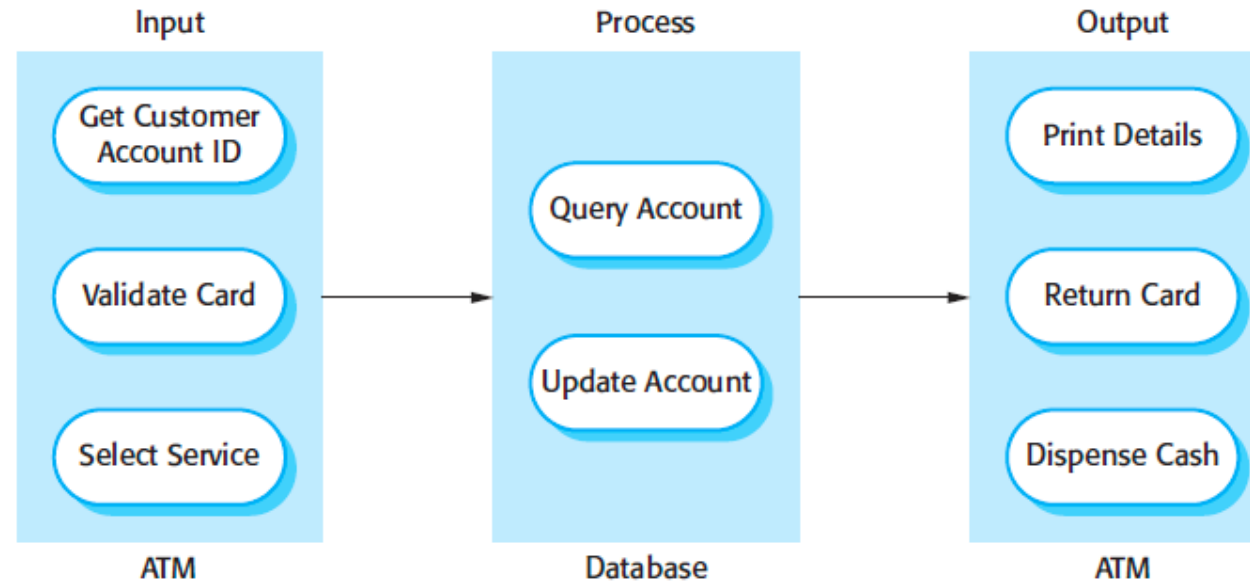 Input
Get Customer
Account ID
Validate Card
Select Service
ATM
Process
Query Account
Update Account
Database
Output
Print Details
Return Card
Dispense Cash
ATM